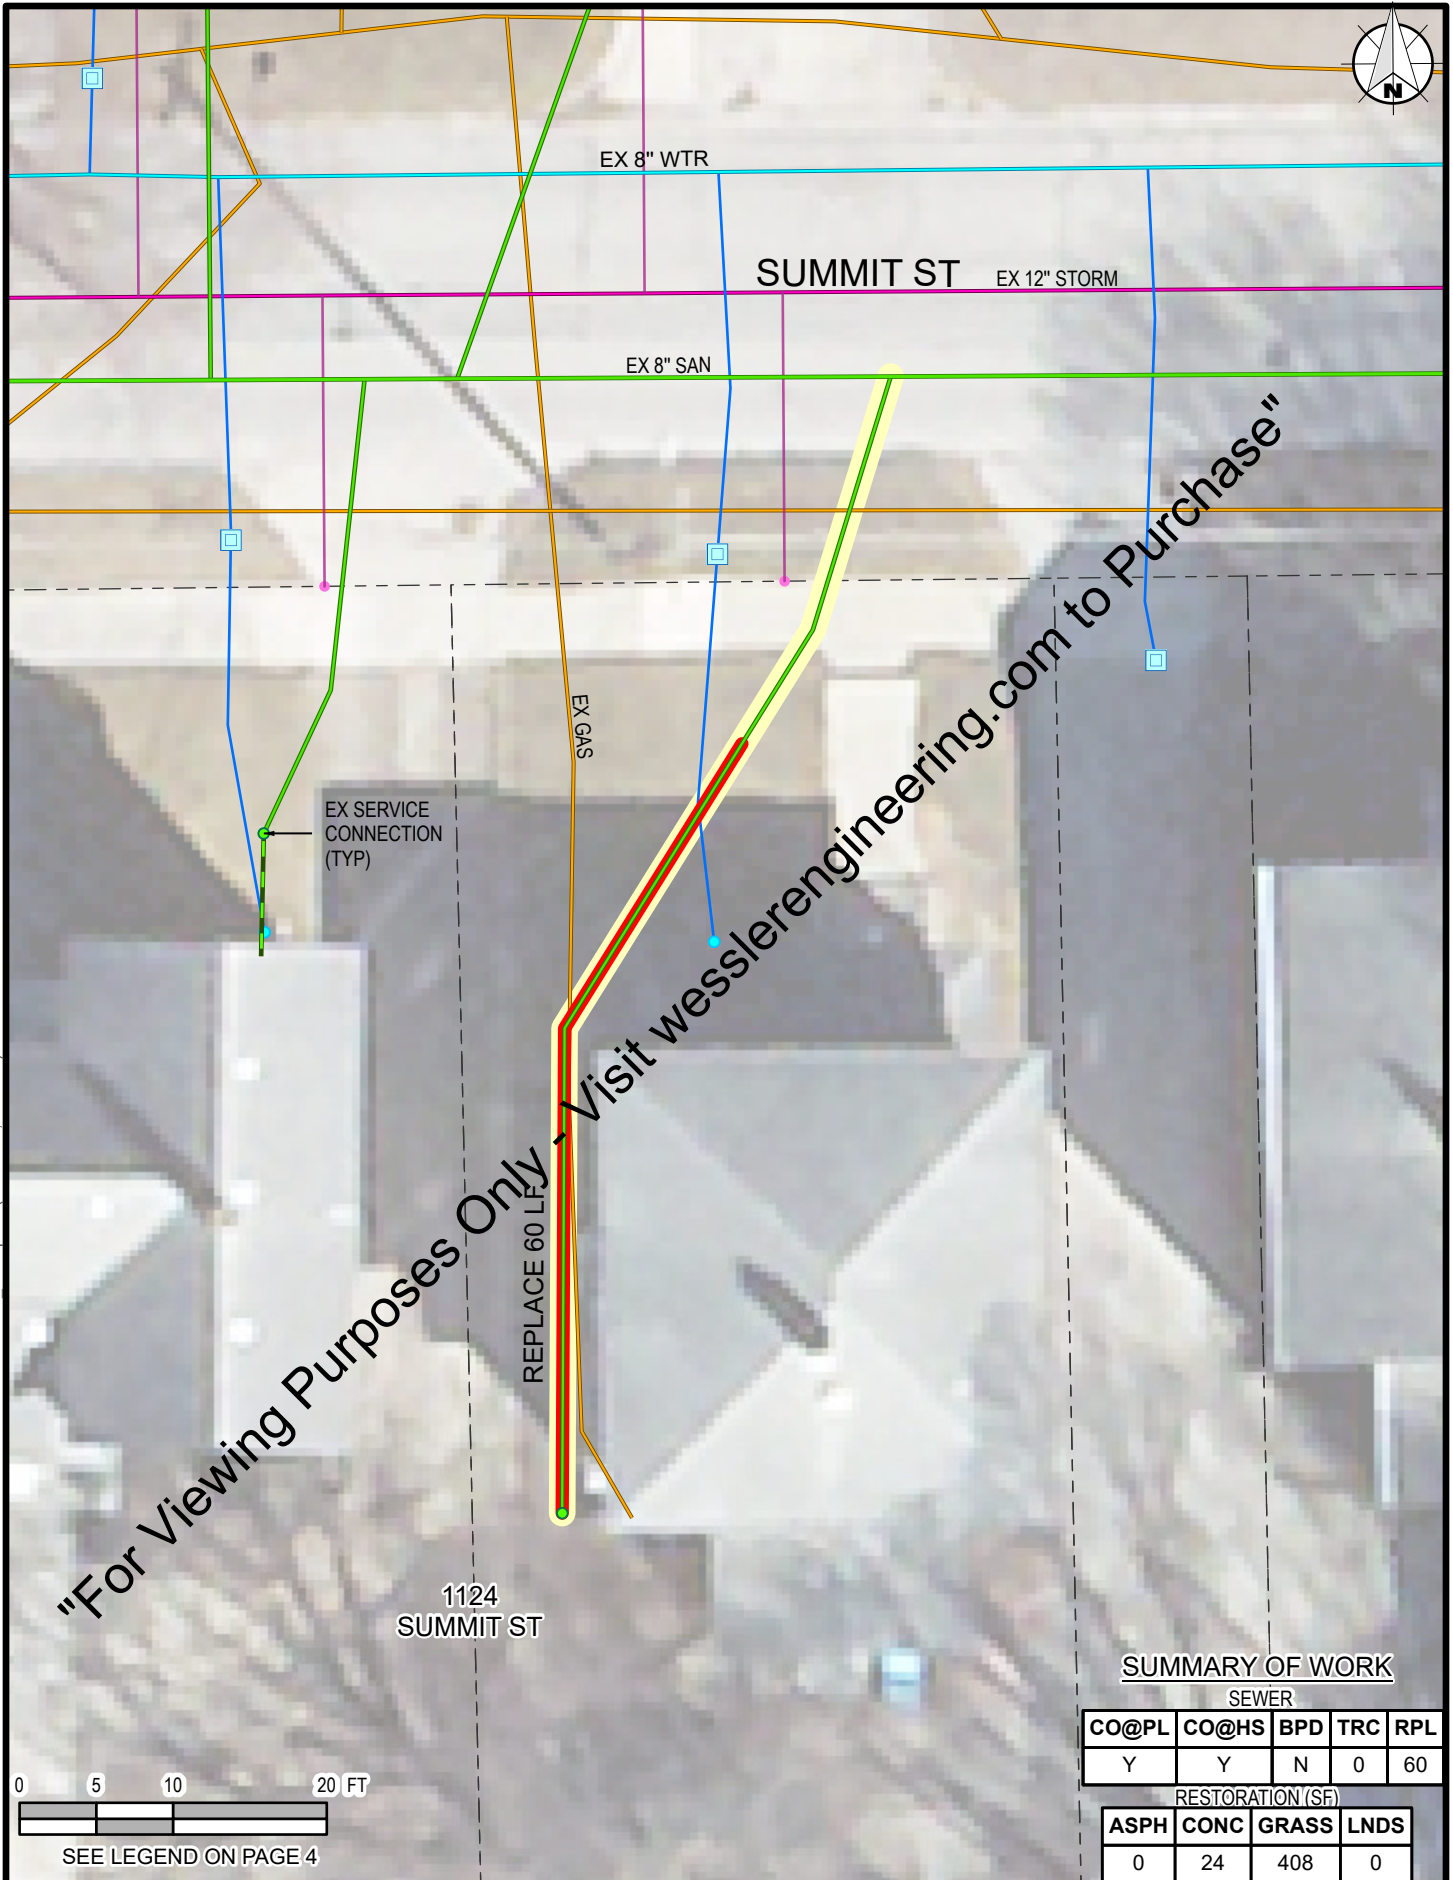 N
EX 8" WTR
SUMMIT ST
EX 12" STORM
EX 8" SAN
EX GAS
EX SERVICE
CONNECTION
(TYP)
"For Viewing Purposes Only - Visit wesslerengineering.com to Purchase"
REPLACE 60 LF
1124
SUMMIT ST
SUMMARY OF WORK
SEWER
CO@PL CO@HS BPD TRC RPL
Y Y N 0 60
RESTORATION (SF)
ASPH CONC GRASS LNDS
0 24 408 0
0 5 10 20 FT
SEE LEGEND ON PAGE 4